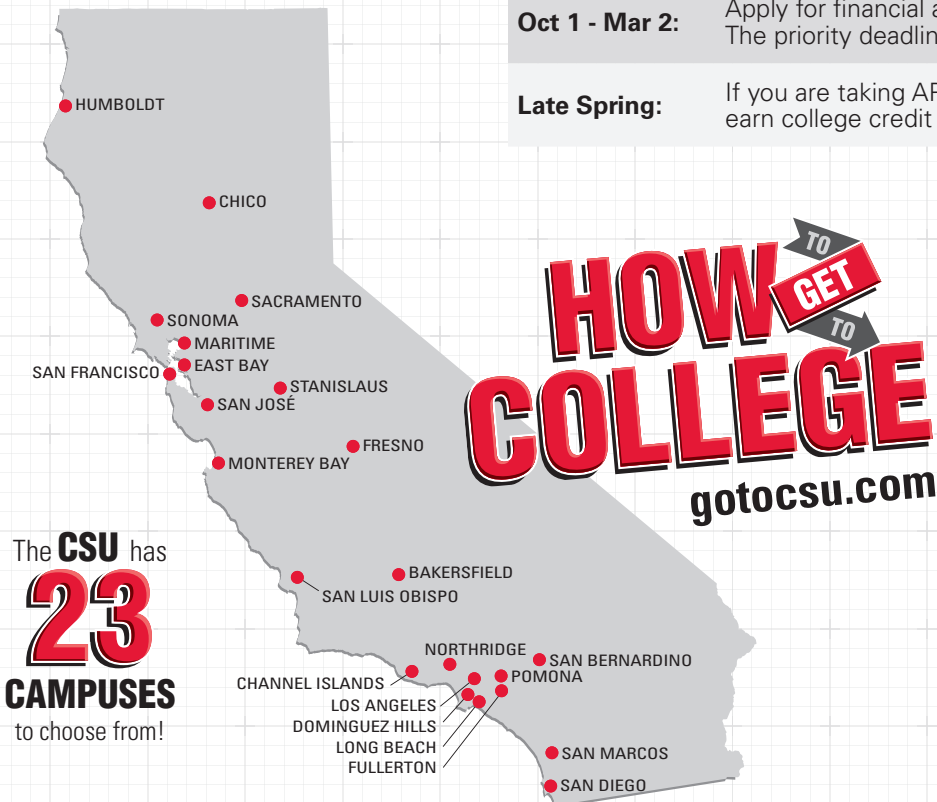 Oct 1 - Mar 2:
Apply for financial
The priority
Late Spring:
If you are taking
earn college credit
HUMBOLDT
CHICO
SACRAMENTO
SONOMA
MARITIME
EAST BAY
SAN FRANCISCO
STANISLAUS
SAN JOSÉ
FRESNO
MONTEREY BAY
HOW TO GET TO
COLLEGE
gotocsu.com
The CSU has
23
CAMPUSES
to choose from!
BAKERSFIELD
SAN LUIS OBISPO
NORTHRIDGE
SAN BERNARDINO
POMONA
CHANNEL ISLANDS
LOS ANGELES
DOMINGUEZ HILLS
LONG BEACH
FULLERTON
SAN MARCOS
SAN DIEGO